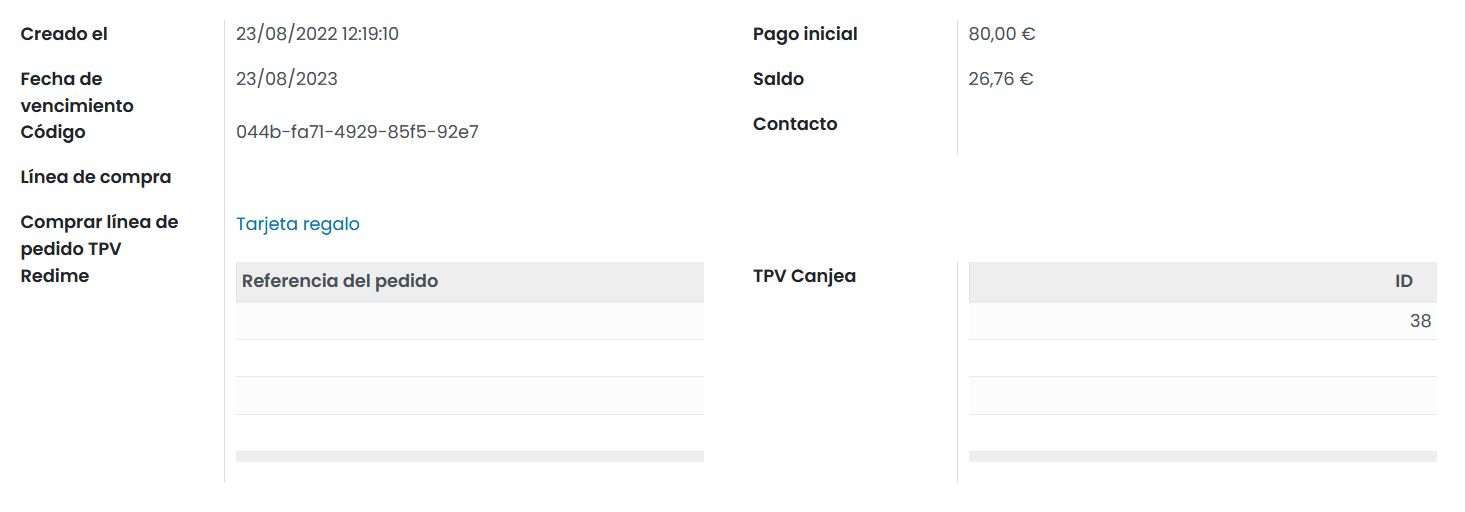 Creado el 23/08/2022 12:19:10
Fecha de
vencimiento
23/08/2023
Código 044b-fa71-4929-85f5-92e7
Línea de compra
Comprar línea de
pedido TPV
Tarjeta regalo
Pago inicial 80,00 €
Saldo 26,76 €
Contacto
Redime
Referencia del pedido
TPV Canjea
ID
38